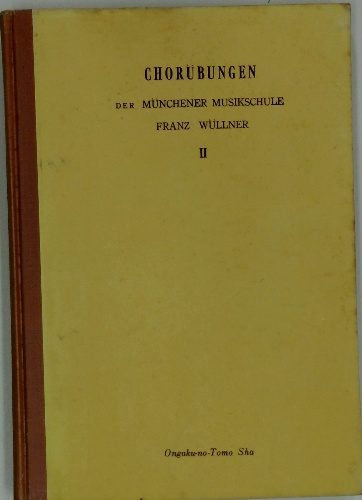 CHORÜBUNGEN
DER MÜNCHENER MUSIKSCHULE
FRANZ WÜLLNER
II
Ongaku-no-Tomo Sha